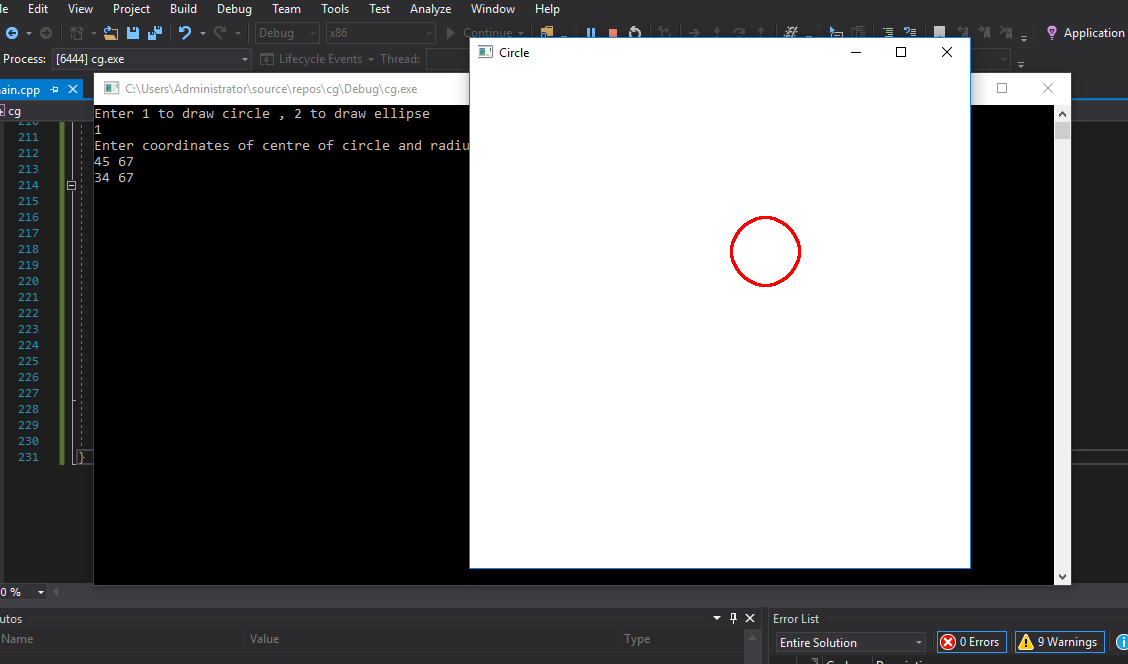 Edit View Project Build Debug Team Tools Test Analyze Window Help
Debug x86 Continue Application
Process: [6444] cg.exe Lifecycle Events Thread:
Circle
ain.cpp
C:\Users\Administrator\source\repos\cg\Debug\cg.exe
cg
Enter 1 to draw circle , 2 to draw ellipse
1
Enter coordinates of centre of circle and radiu
45 67
34 67
211
212
213
214
215
216
217
218
219
220
221
222
223
224
225
226
227
228
229
230
231 }
0 %
utos
Error List
Name Value Type
Entire Solution 0 Errors 9 Warnings